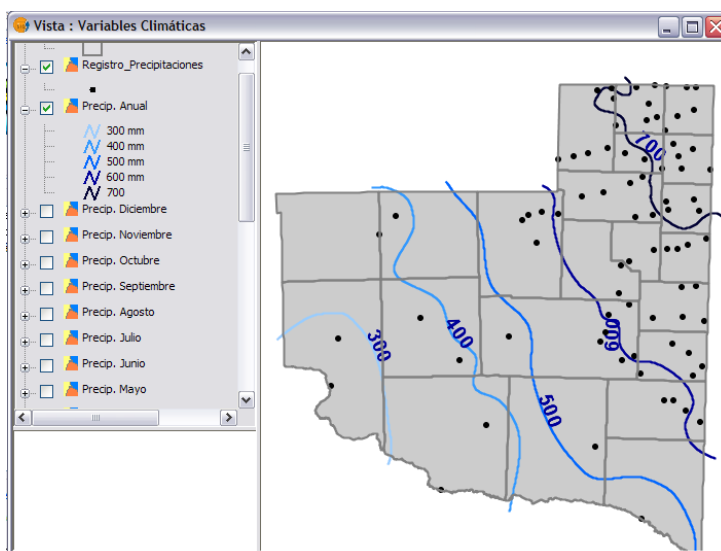 Vista : Variables Climáticas
Registro_Precipitaciones
Precip. Anual
300 mm
400 mm
500 mm
600 mm
700
Precip. Diciembre
Precip. Noviembre
Precip. Octubre
Precip. Septiembre
Precip. Agosto
Precip. Julio
Precip. Junio
Precip. Mayo
700
300
400
600
500